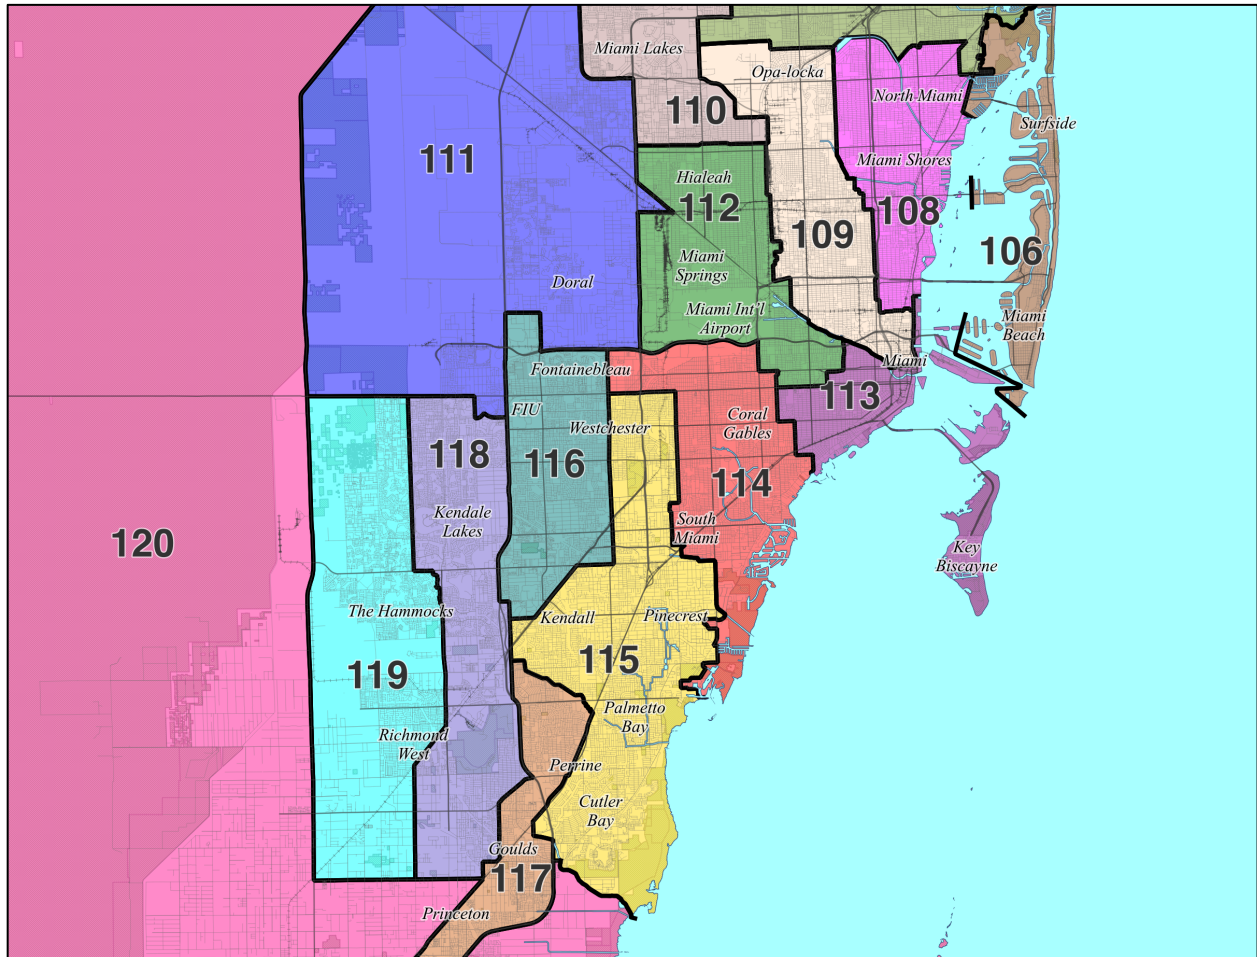 Miami Lakes
Opa-locka
110
North Miami
Surfside
111
Miami Shores
Hialeah
112
108
109
106
Miami
Springs
Doral
Miami Int'l
Airport
Miami
Beach
Fontainebleau
Miami
113
FIU
Westchester
Coral
Gables
118
116
114
Kendale
Lakes
South
Miami
120
Key
Biscayne
The Hammocks
Kendall
Pinecrest
115
119
Palmetto
Bay
Richmond
West
Perrine
Cutler
Bay
Goulds
117
Princeton